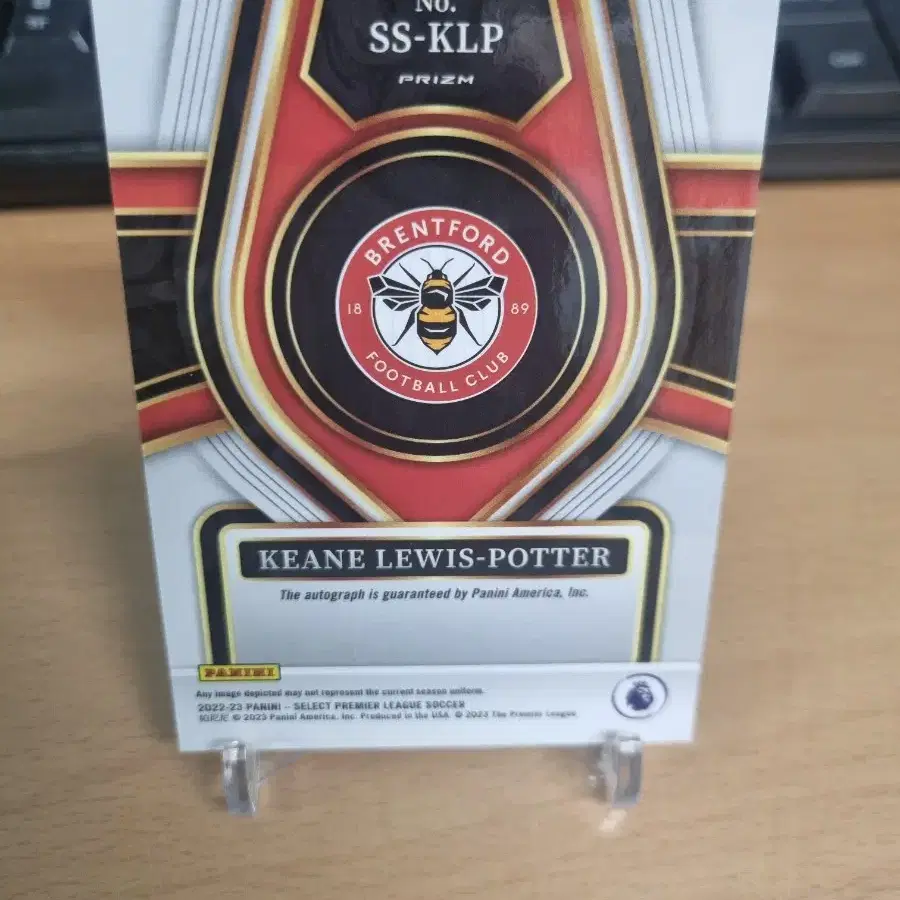 No.
SS-KLP
PRIZM
BRENTFORD
18 89
FOOTBALL CLUB
KEANE LEWIS-POTTER
The autograph is guaranteed by Panini America, Inc.
PANINI
Any image depicted may not represent the current season uniform.
2022-23 PANINI – SELECT PREMIER LEAGUE SOCCER
© 2023 Panini America, Inc. Produced in the USA. © 2023 The Premier League